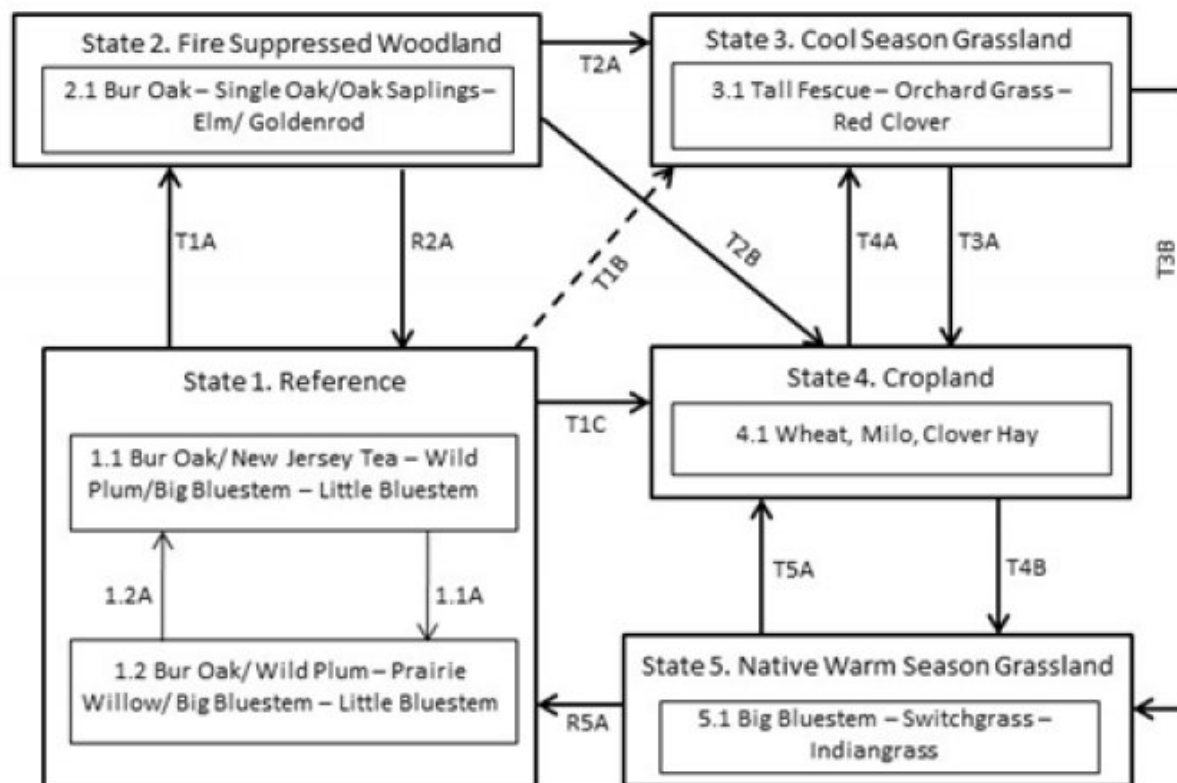 State 2. Fire Suppressed Woodland
2.1 Bur Oak – Single Oak/Oak Saplings–
Elm/ Goldenrod
T2A
State 3. Cool Season Grassland
3.1 Tall Fescue – Orchard Grass –
Red Clover
T1A
R2A
T1B
T2B
T4A
T3A
T3B
State 1. Reference
1.1 Bur Oak/ New Jersey Tea – Wild
Plum/Big Bluestem – Little Bluestem
1.2A
1.1A
1.2 Bur Oak/ Wild Plum – Prairie
Willow/ Big Bluestem – Little Bluestem
T1C
State 4. Cropland
4.1 Wheat, Milo, Clover Hay
T5A
T4B
R5A
State 5. Native Warm Season Grassland
5.1 Big Bluestem – Switchgrass –
Indiangrass